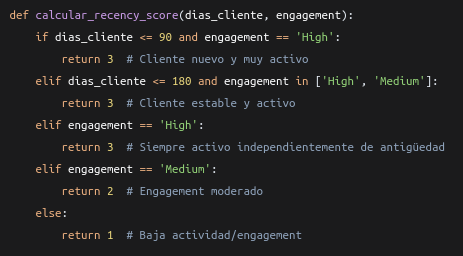 def calcular_recency_score(dias_cliente, engagement):
    if dias_cliente <= 90 and engagement == 'High':
        return 3  # Cliente nuevo y muy activo
    elif dias_cliente <= 180 and engagement in ['High', 'Medium']:
        return 3  # Cliente estable y activo
    elif engagement == 'High':
        return 3  # Siempre activo independientemente de antigüedad
    elif engagement == 'Medium':
        return 2  # Engagement moderado
    else:
        return 1  # Baja actividad/engagement